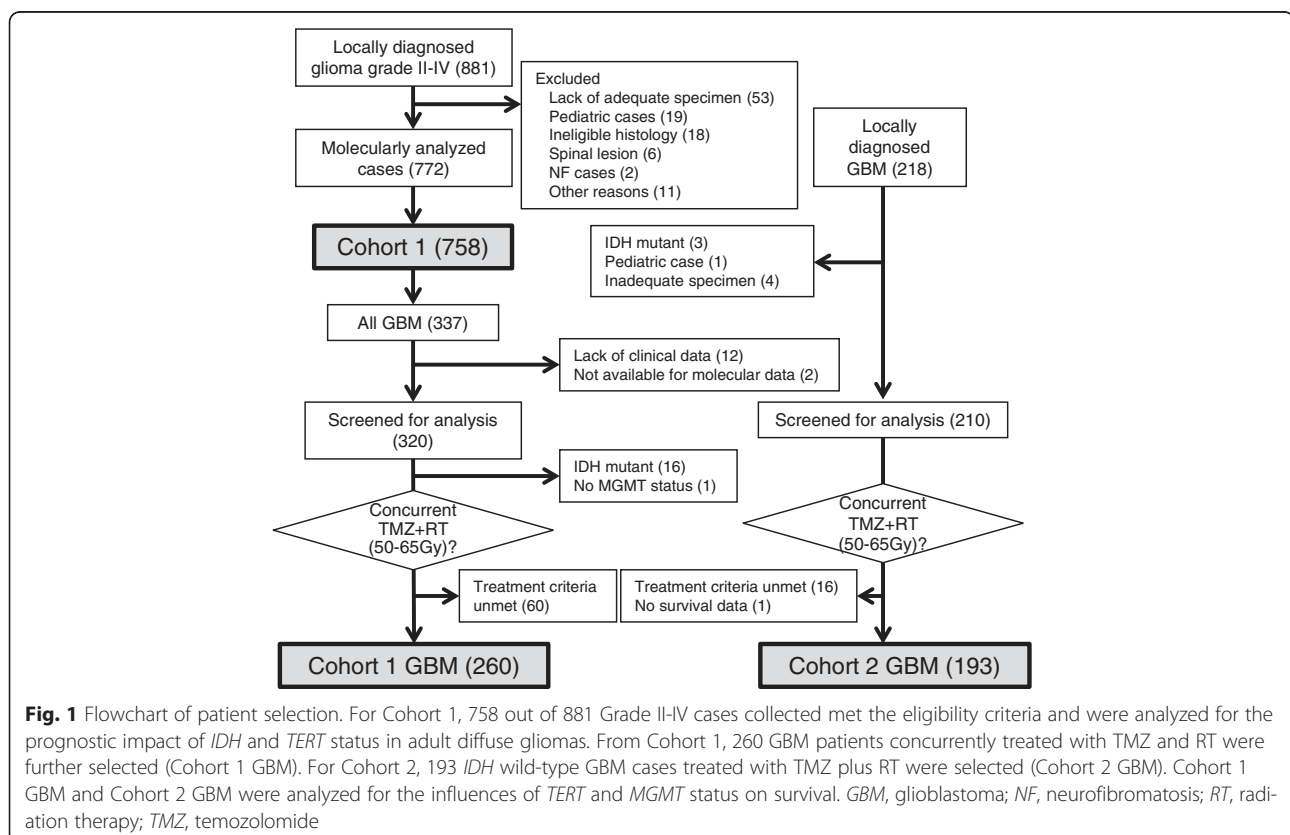 Locally diagnosed
glioma grade II-IV (881)
Excluded
Lack of adequate specimen (53)
Pediatric cases (19)
Ineligible histology (18)
Spinal lesion (6)
NF cases (2)
Other reasons (11)
Molecularly analyzed
cases (772)
Cohort 1 (758)
All GBM (337)
Lack of clinical data (12)
Not available for molecular data (2)
Screened for analysis
(320)
IDH mutant (16)
No MGMT status (1)
Concurrent
TMZ+RT
(50-65Gy)?
Treatment criteria
unmet (60)
Cohort 1 GBM (260)
Locally
diagnosed
GBM (218)
IDH mutant (3)
Pediatric case (1)
Inadequate specimen (4)
Screened for analysis (210)
Concurrent
TMZ+RT
(50-65Gy)?
Treatment criteria unmet (16)
No survival data (1)
Cohort 2 GBM (193)
Fig. 1 Flowchart of patient selection. For Cohort 1, 758 out of 881 Grade II-IV cases collected met the eligibility criteria and were analyzed for the
prognostic impact of IDH and TERT status in adult diffuse gliomas. From Cohort 1, 260 GBM patients concurrently treated with TMZ and RT were
further selected (Cohort 1 GBM). For Cohort 2, 193 IDH wild-type GBM cases treated with TMZ plus RT were selected (Cohort 2 GBM). Cohort 1
GBM and Cohort 2 GBM were analyzed for the influences of TERT and MGMT status on survival. GBM, glioblastoma; NF, neurofibromatosis; RT, radi-
ation therapy; TMZ, temozolomide